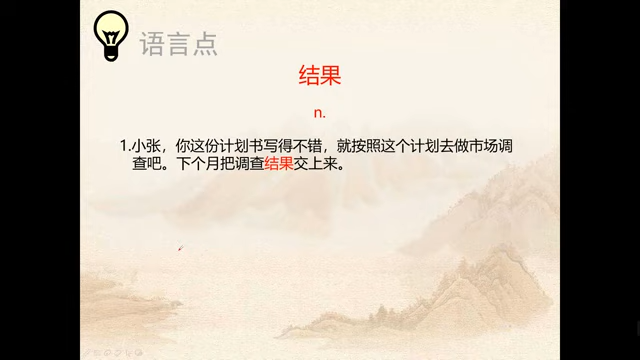 语言点
结果
n.
1.小张，你这份计划书写得不错，就按照这个计划去做市场调
查吧。下个月把调查结果交上来。